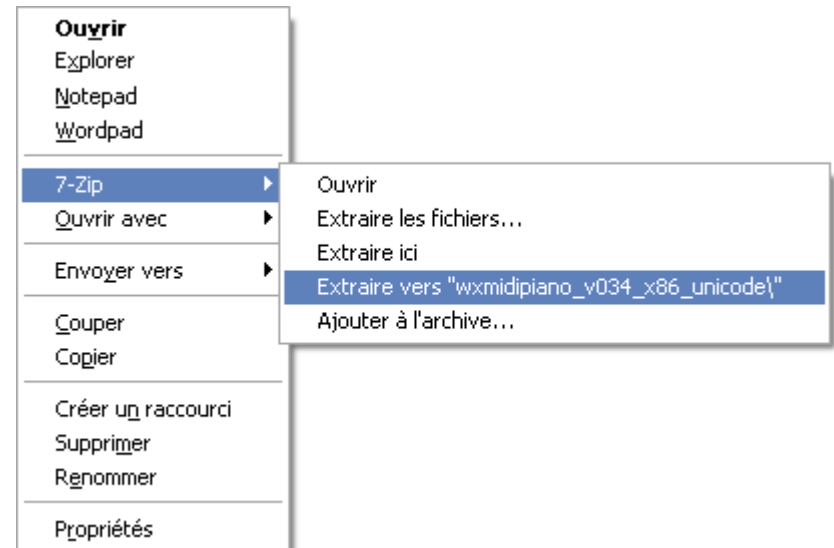 Ouvrir
Explorer
Notepad
Wordpad
7-Zip
Ouvrir avec
Envoyer vers
Couper
Copier
Créer un raccourci
Supprimer
Renommer
Propriétés
Ouvrir
Extraire les fichiers...
Extraire ici
Extraire vers "wxmidipiano_v034_x86_unicode\"
Ajouter à l'archive...